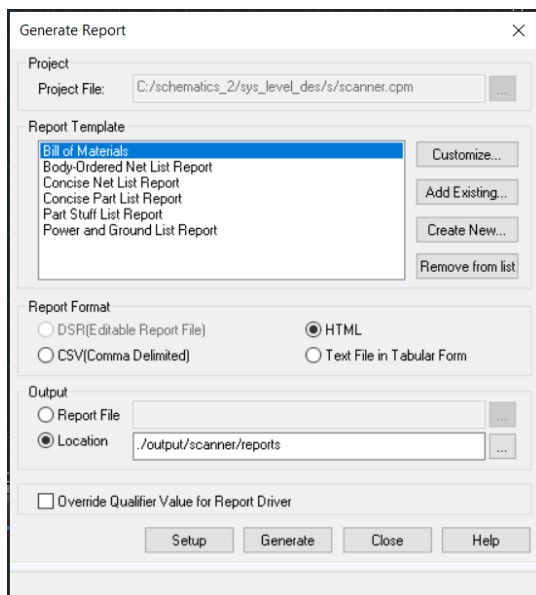 Generate Report
Project
Project File: C:/schematics_2/sys_level_des/s/scanner.cpm ...
Report Template
Bill of Materials
Body-Ordered Net List Report
Concise Net List Report
Concise Part List Report
Part Stuff List Report
Power and Ground List Report
Customize...
Add Existing...
Create New...
Remove from list
Report Format
DSR(Editable Report File) HTML
CSV(Comma Delimited) Text File in Tabular Form
Output
Report File ...
Location ./output/scanner/reports ...
Override Qualifier Value for Report Driver
Setup Generate Close Help